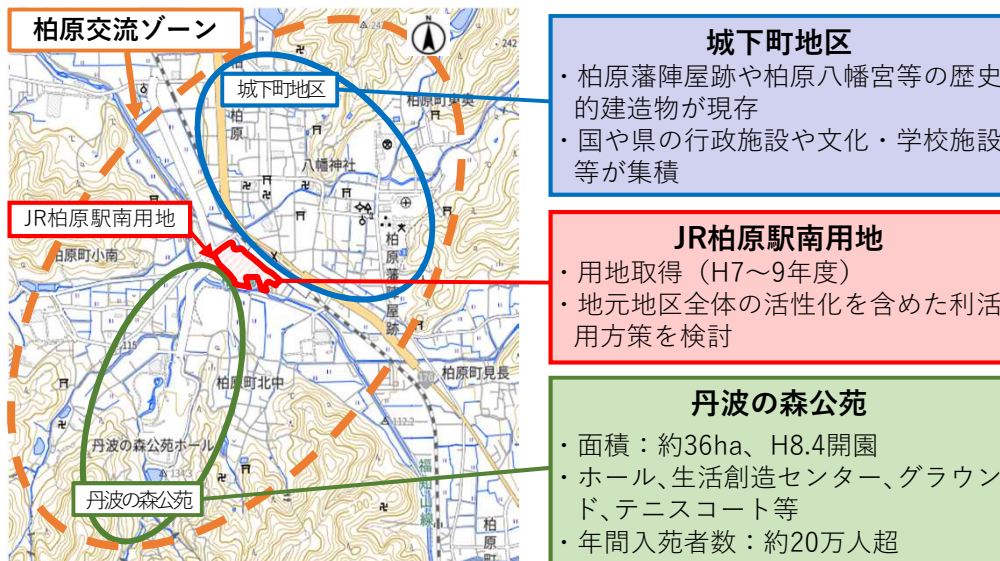 柏原交流ゾーン
N
・242
城下町地区
柏原町東奥
柏原
八幡神社
JR柏原駅南用地
柏原町小南
柏原藩陣屋跡
115
柏原町北中
柏原町見長
112.2
丹波の森公苑ホール
134.3
丹波の森公苑
200
福知山線
柏原町
城下町地区
・柏原藩陣屋跡や柏原八幡宮等の歴史
的建造物が現存
・国や県の行政施設や文化・学校施設
等が集積
JR柏原駅南用地
・用地取得（H7～9年度）
・地元地区全体の活性化を含めた利活
用方策を検討
丹波の森公苑
・面積：約36ha、H8.4開園
・ホール、生活創造センター、グラウン
ド、テニスコート等
・年間入苑者数：約20万人超